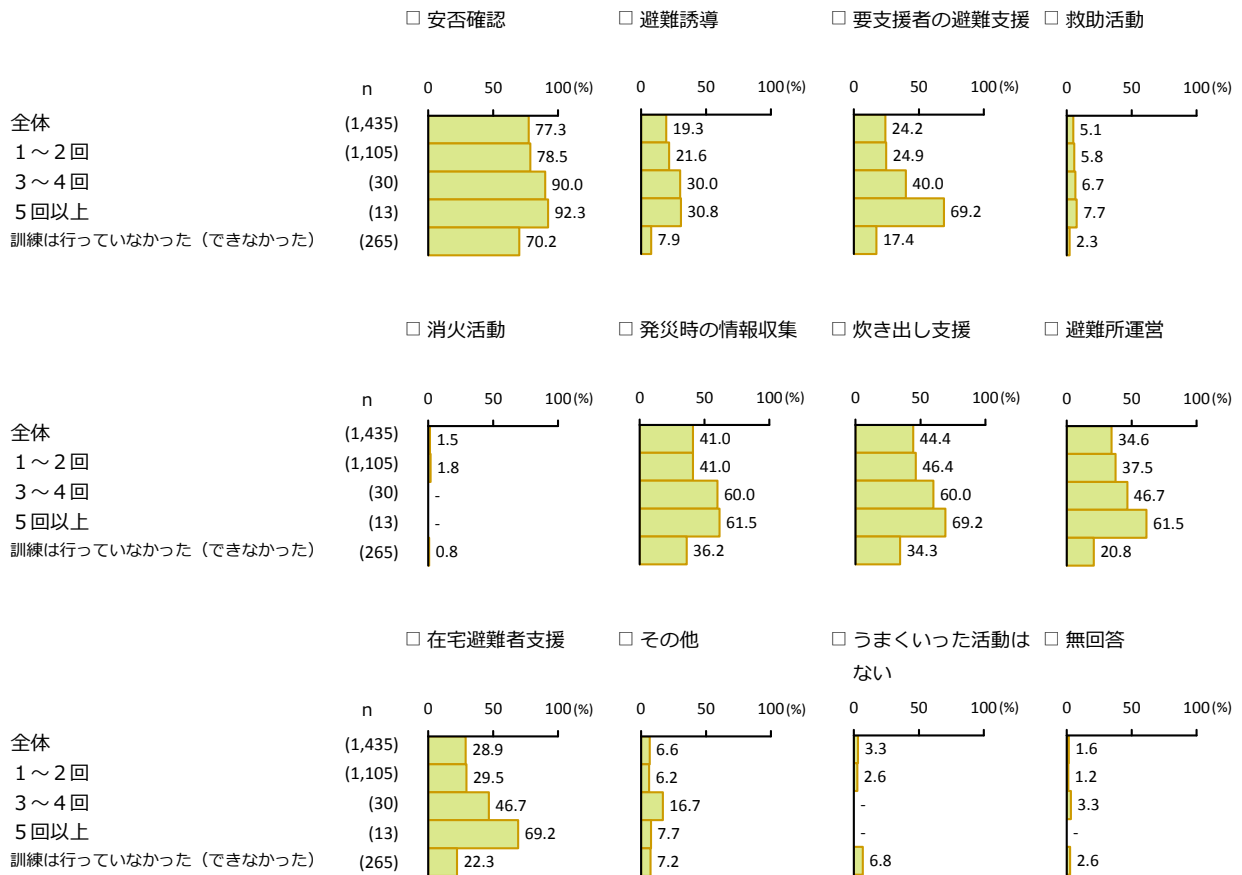 □ 安否確認 □ 避難誘導 □ 要支援者の避難支援 □ 救助活動
n 0 50 100(%) 0 50 100(%) 0 50 100(%) 0 50 100(%)
全体 (1,435) 77.3 19.3 24.2 5.1
１～２回 (1,105) 78.5 21.6 24.9 5.8
３～４回 (30) 90.0 30.0 40.0 6.7
５回以上 (13) 92.3 30.8 69.2 7.7
訓練は行っていなかった（できなかった） (265) 70.2 7.9 17.4 2.3
□ 消火活動 □ 発災時の情報収集 □ 炊き出し支援 □ 避難所運営
n 0 50 100(%) 0 50 100(%) 0 50 100(%) 0 50 100(%)
全体 (1,435) 1.5 41.0 44.4 34.6
１～２回 (1,105) 1.8 41.0 46.4 37.5
３～４回 (30) - 60.0 60.0 46.7
５回以上 (13) - 61.5 69.2 61.5
訓練は行っていなかった（できなかった） (265) 0.8 36.2 34.3 20.8
□ 在宅避難者支援 □ その他 □ うまくいった活動は □ 無回答
ない
n 0 50 100(%) 0 50 100(%) 0 50 100(%) 0 50 100(%)
全体 (1,435) 28.9 6.6 3.3 1.6
１～２回 (1,105) 29.5 6.2 2.6 1.2
３～４回 (30) 46.7 16.7 - 3.3
５回以上 (13) 69.2 7.7 - -
訓練は行っていなかった（できなかった） (265) 22.3 7.2 6.8 2.6